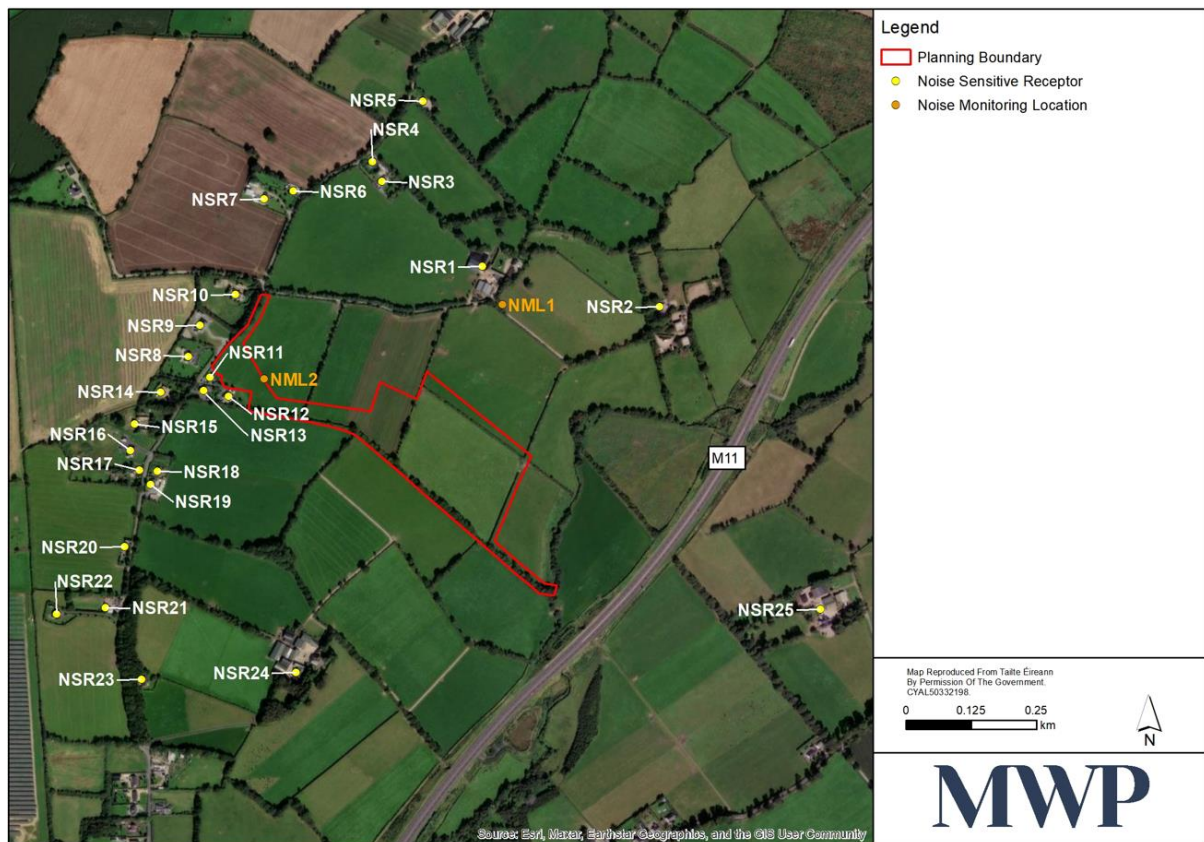 NSR5
NSR4
NSR3
NSR6
NSR7
NSR1
NML1
NSR2
NSR10
NSR9
NSR11
NSR8
NML2
NSR14
NSR12
NSR13
NSR15
NSR16
NSR17
NSR18
NSR19
M11
NSR20
NSR22
NSR21
NSR25
NSR24
NSR23
Source: Esri, Maxar, Earthstar Geographics, and the GIS User Community
Legend
Planning Boundary
Noise Sensitive Receptor
Noise Monitoring Location
Map Reproduced From Tailte Éireann
By Permission Of The Government.
CYAL50332198.
0 0.125 0.25
km
N
MWP